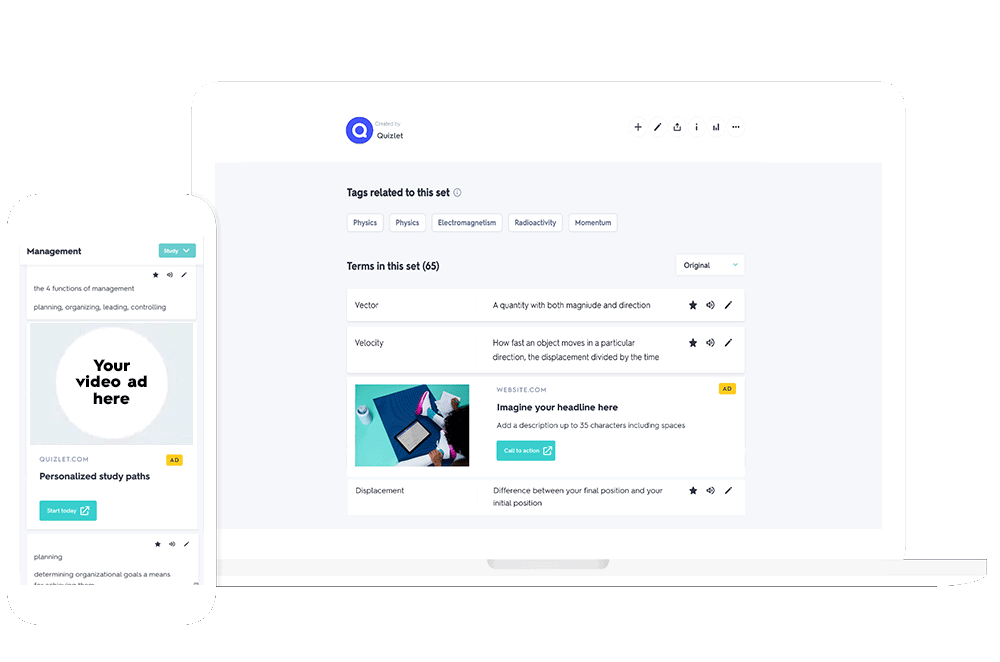 Created by
Quizlet
Tags related to this set
Physics
Physics
Electromagnetism
Radioactivity
Momentum
Terms in this set (65)
Original
Vector
A quantity with both magniude and direction
Velocity
How fast an object moves in a particular
direction, the displacement divided by the time
WEBSITE.COM
AD
Imagine your headline here
Add a description up to 35 characters including spaces
Call to action
Displacement
Difference between your final position and your
initial position
Management
Study
the 4 functions of management
planning, organizing, leading, controlling
Your
video ad
here
QUIZLET.COM
AD
Personalized study paths
Start today
planning
determining organizational goals a means
for achieving them